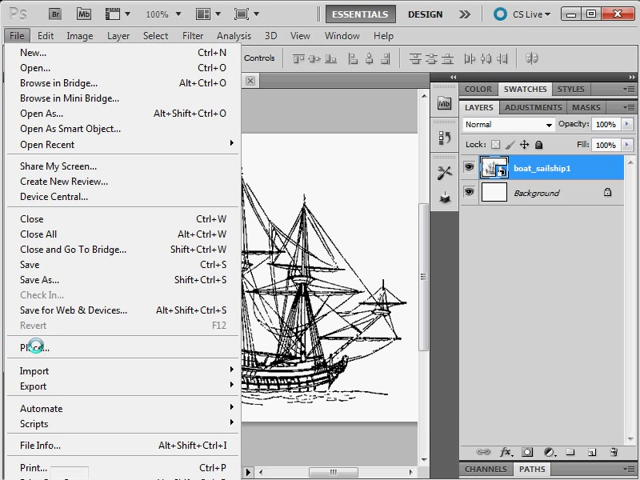 Ps Br Mb 100% ESSENTIALS DESIGN CS Live
File Edit Image Layer Select Filter Analysis 3D View Window Help
Controls
New... Ctrl+N
Open... Ctrl+O
Browse in Bridge... Alt+Ctrl+O
Browse in Mini Bridge...
Open As... Alt+Shift+Ctrl+O
Open As Smart Object...
Open Recent
Share My Screen...
Create New Review...
Device Central...
Close Ctrl+W
Close All Alt+Ctrl+W
Close and Go To Bridge... Shift+Ctrl+W
Save Ctrl+S
Save As... Shift+Ctrl+S
Check In...
Save for Web & Devices... Alt+Shift+Ctrl+S
Revert F12
Import
Export
Automate
Scripts
File Info... Alt+Shift+Ctrl+I
Print... Ctrl+P
Mb
COLOR SWATCHES STYLES
LAYERS ADJUSTMENTS MASKS
Normal Opacity: 100%
Lock: Fill: 100%
boat_sailship1
Background
fx
CHANNELS PATHS